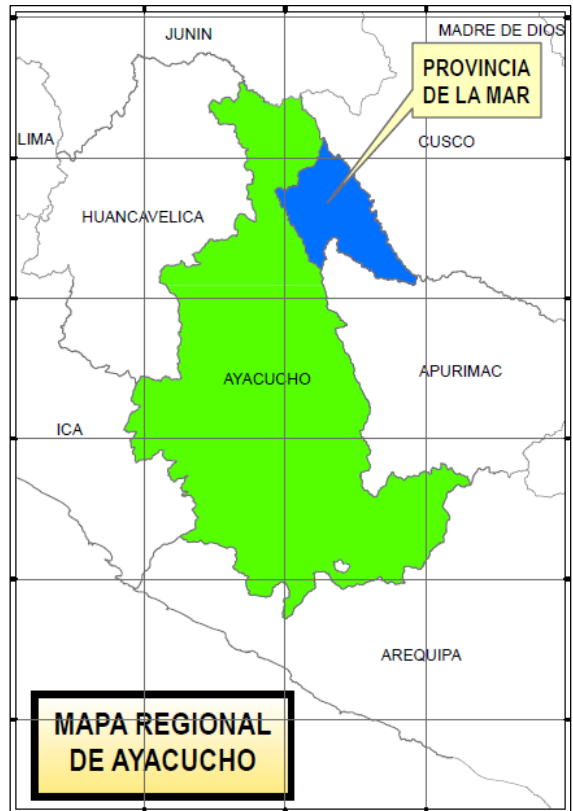 JUNIN
MADRE DE DIOS
PROVINCIA
DE LA MAR
LIMA
CUSCO
HUANCAVELICA
AYACUCHO
APURIMAC
ICA
AREQUIPA
MAPA REGIONAL
DE AYACUCHO